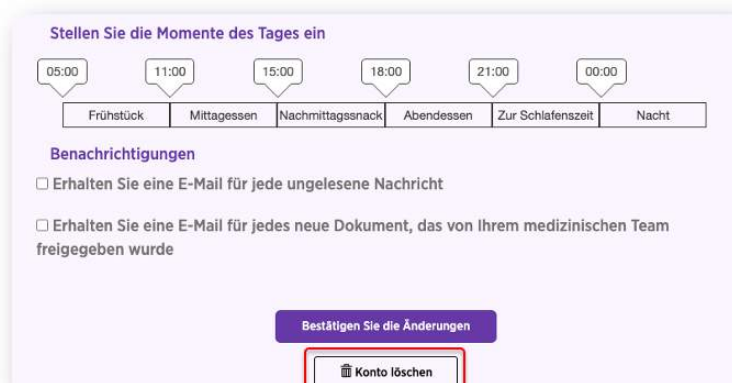 Stellen Sie die Momente des Tages ein
05:00 11:00 15:00 18:00 21:00 00:00
Frühstück Mittagessen Nachmittagssnack Abendessen Zur Schlafenszeit Nacht
Benachrichtigungen
Erhalten Sie eine E-Mail für jede ungelesene Nachricht
Erhalten Sie eine E-Mail für jedes neue Dokument, das von Ihrem medizinischen Team
freigegeben wurde
Bestätigen Sie die Änderungen
Konto löschen